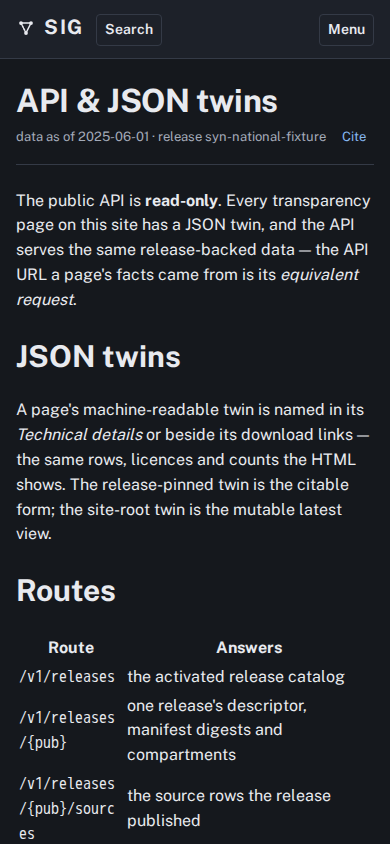 SIG Search Menu
API & JSON twins
data as of 2025-06-01 · release syn-national-fixture Cite
The public API is read-only. Every transparency
page on this site has a JSON twin, and the API
serves the same release-backed data — the API
URL a page's facts came from is its equivalent
request.
JSON twins
A page's machine-readable twin is named in its
Technical details or beside its download links —
the same rows, licences and counts the HTML
shows. The release-pinned twin is the citable
form; the site-root twin is the mutable latest
view.
Routes
Route Answers
/v1/releases the activated release catalog
/v1/releases
/{pub}
one release's descriptor,
manifest digests and
compartments
/v1/releases
/{pub}/sourc
es
the source rows the release
published